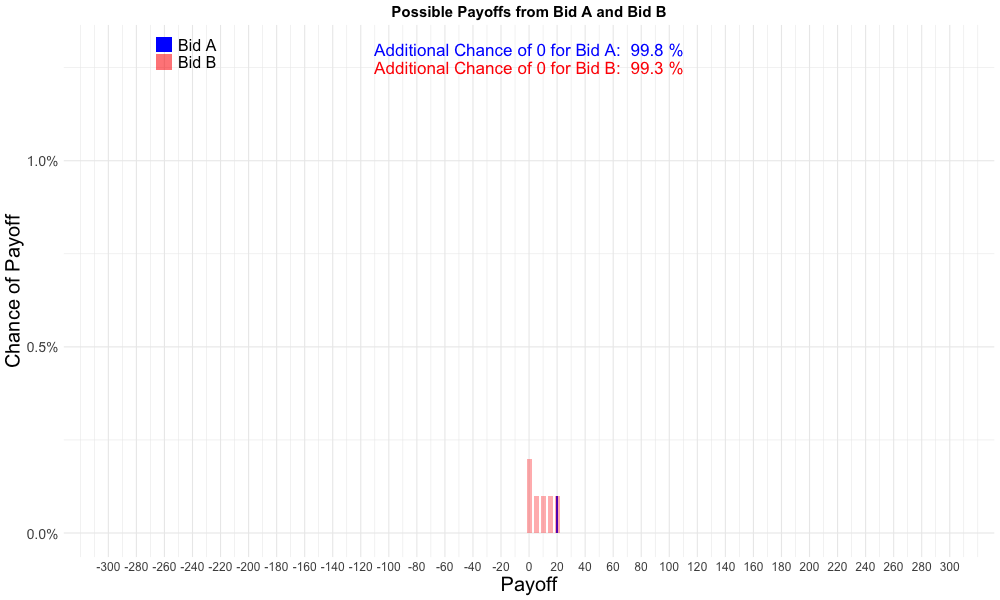 Possible Payoffs from Bid A and Bid B
Bid A
Bid B
Additional Chance of 0 for Bid A: 99.8 %
Additional Chance of 0 for Bid B: 99.3 %
Chance of Payoff
1.0%
0.5%
0.0%
-300 -280 -260 -240 -220 -200 -180 -160 -140 -120 -100 -80 -60 -40 -20 0 20 40 60 80 100 120 140 160 180 200 220 240 260 280 300
Payoff